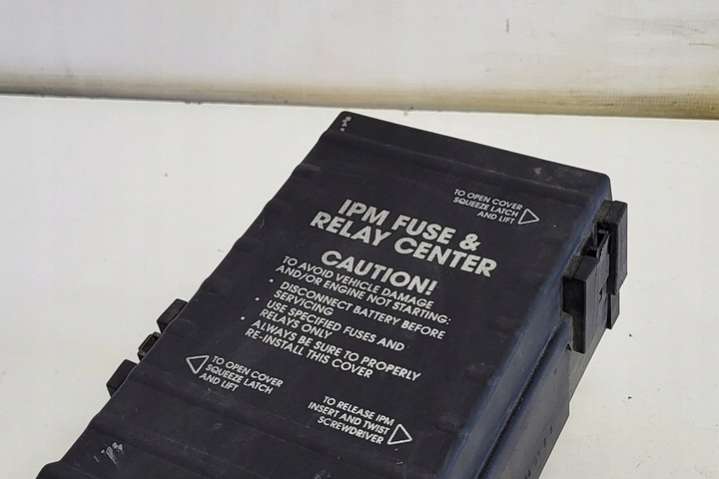 TO OPEN COVER
SQUEEZE LATCH
AND LIFT
IPM FUSE &
RELAY CENTER
CAUTION!
TO AVOID VEHICLE DAMAGE
AND/OR ENGINE NOT STARTING:
• DISCONNECT BATTERY BEFORE
SERVICING
• USE SPECIFIED FUSES AND
RELAYS ONLY
• ALWAYS BE SURE TO PROPERLY
RE-INSTALL THIS COVER
TO OPEN COVER
SQUEEZE LATCH
AND LIFT
TO RELEASE IPM
INSERT AND TWIST
SCREWDRIVER